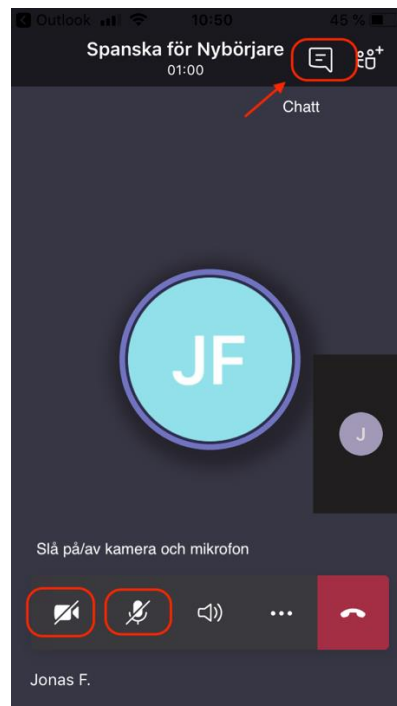 Outlook 10:50 45 %
Spanska för Nybörjare
01:00
Chatt
JF
J
Slå på/av kamera och mikrofon
Jonas F.